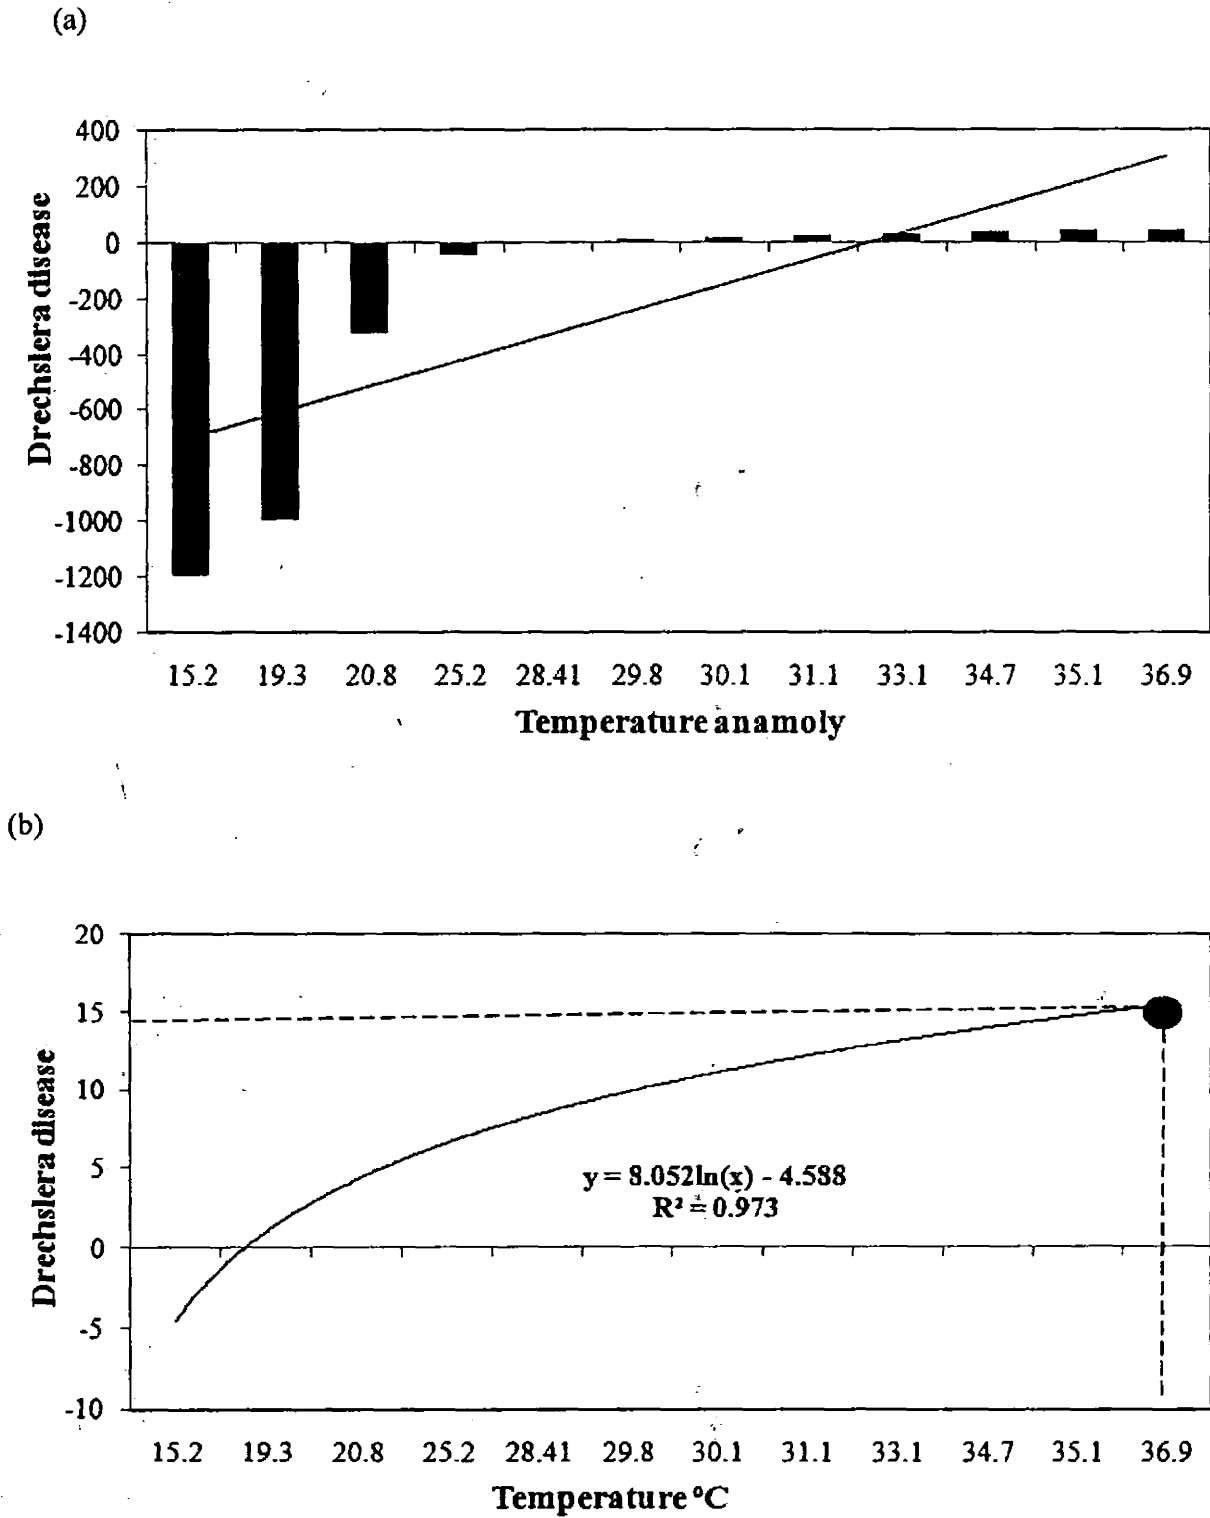 (a)
400
200
0
-200
-400
-600
-800
-1000
-1200
-1400
Drechslera disease
15.2 19.3 20.8 25.2 28.41 29.8 30.1 31.1 33.1 34.7 35.1 36.9
Temperature anamoly
(b)
20
15
10
5
0
-5
-10
Drechslera disease
y = 8.052ln(x) - 4.588
R² = 0.973
15.2 19.3 20.8 25.2 28.41 29.8 30.1 31.1 33.1 34.7 35.1 36.9
Temperature ºC